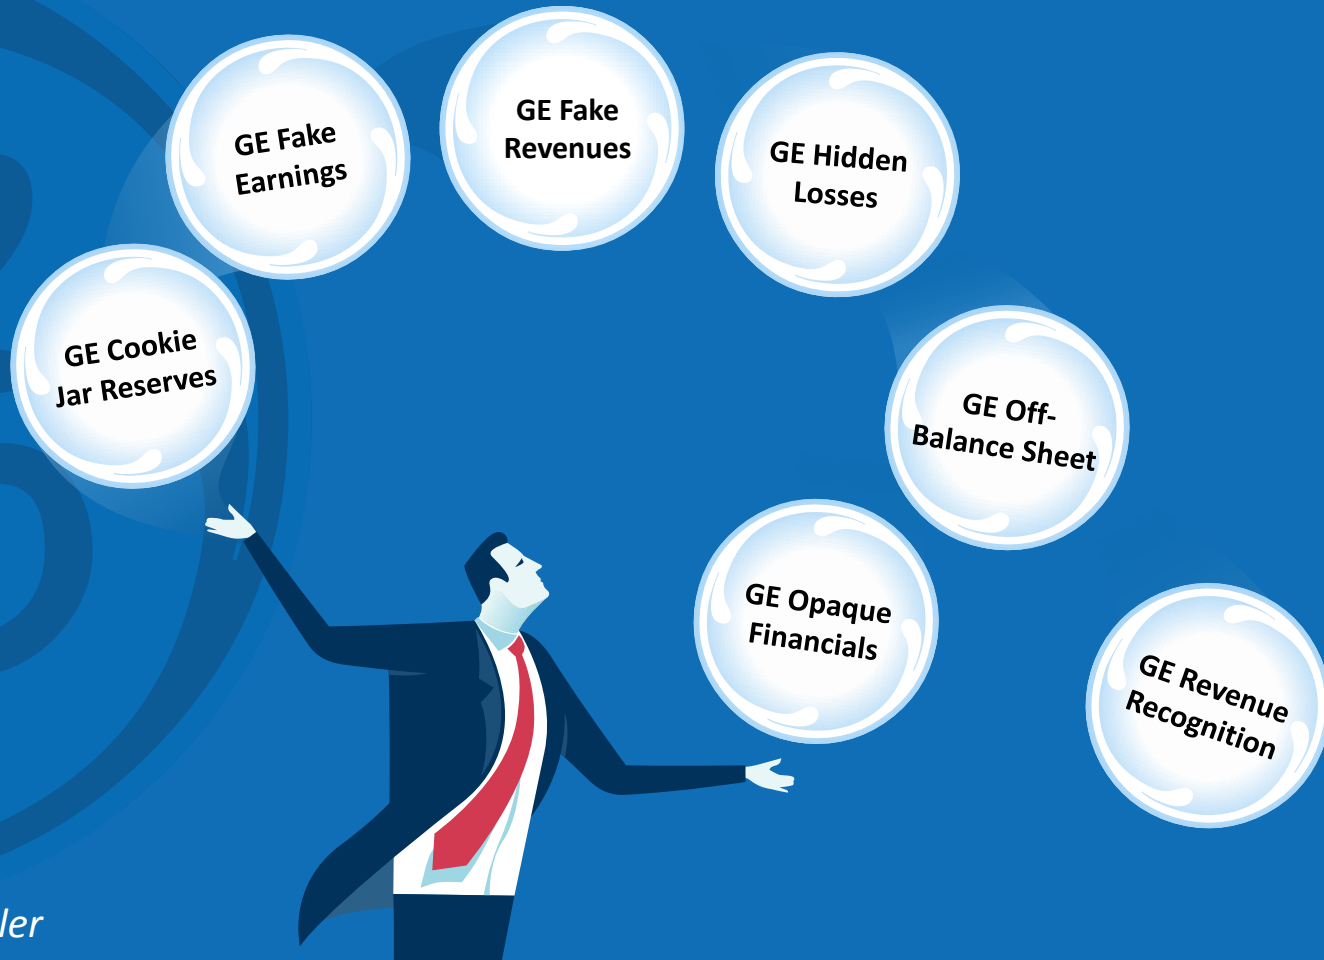 GE Fake
Revenues
GE Fake
Earnings
GE Hidden
Losses
GE Cookie
Jar Reserves
GE Off-
Balance Sheet
GE Opaque
Financials
GE Revenue
Recognition
ler